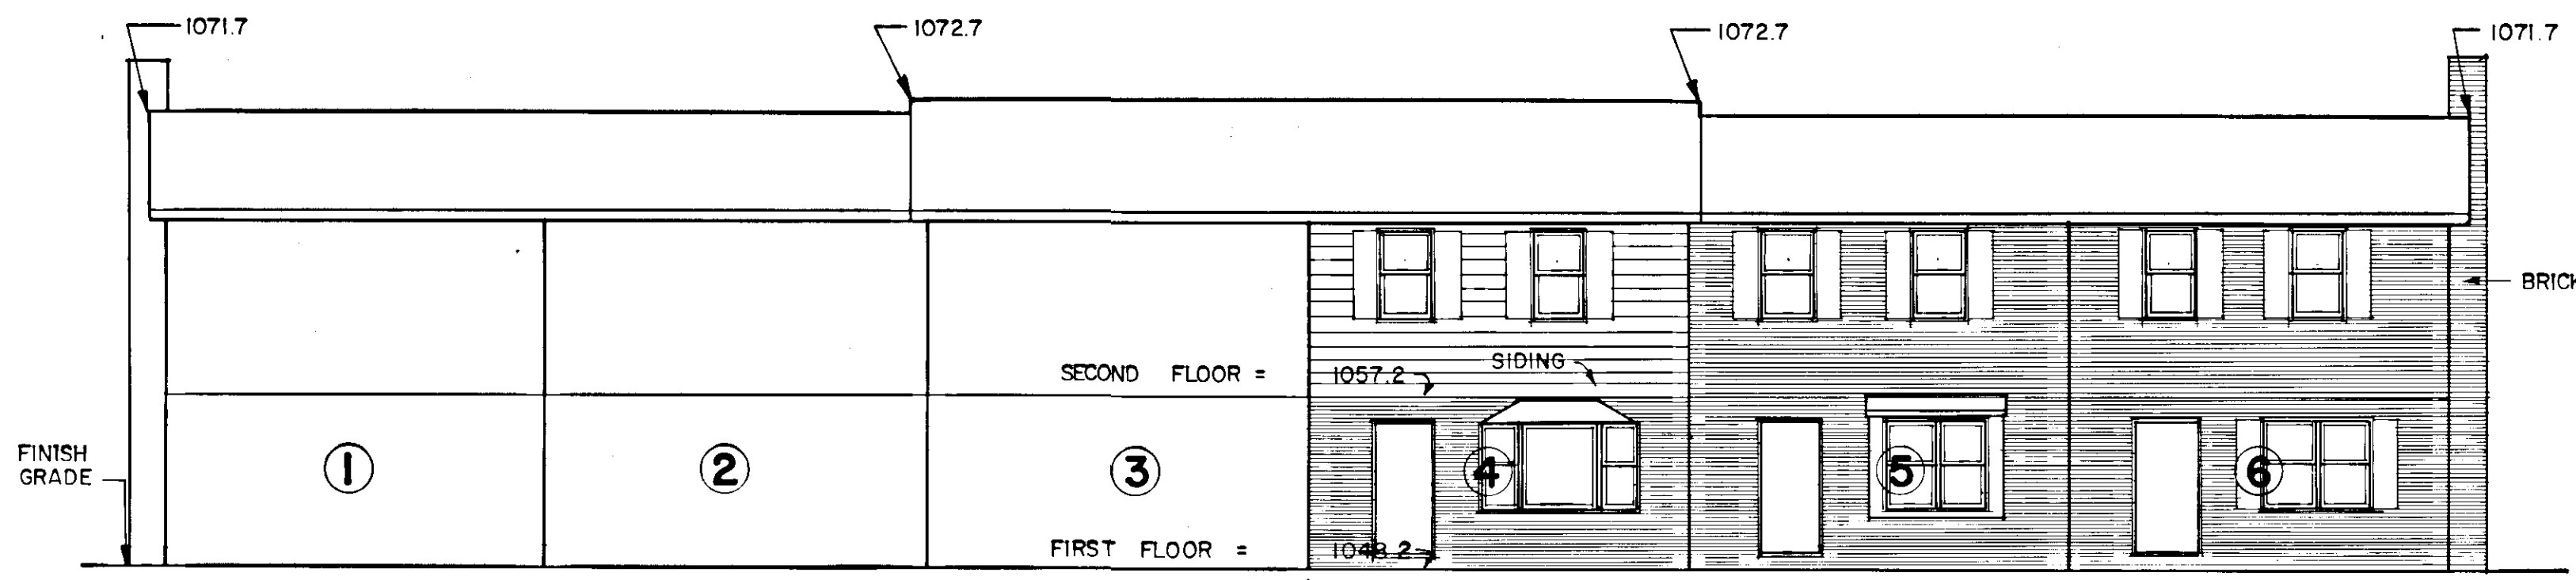 1071.7
1072.7
1072.7
1071.7
BRICK
SIDING
SECOND FLOOR = 1057.2
FINISH
GRADE
1
2
3
4
5
6
FIRST FLOOR = 1048.2